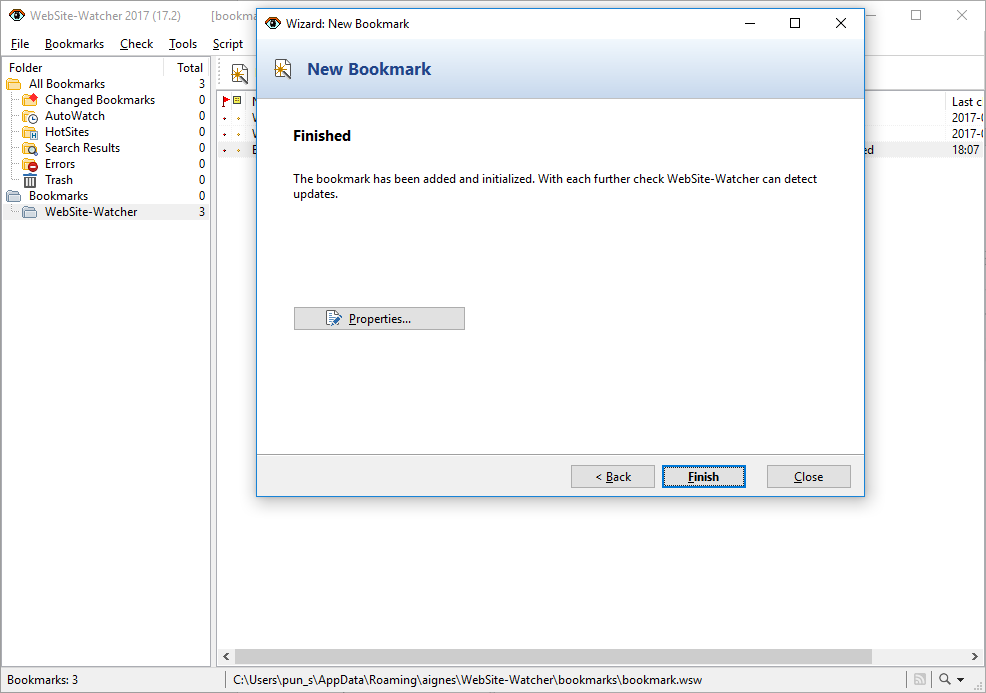 WebSite-Watcher 2017 (17.2) [bookma
Wizard: New Bookmark
File Bookmarks Check Tools Script
New Bookmark
Folder Total
All Bookmarks 3
Changed Bookmarks 0
AutoWatch 0
HotSites 0
Search Results 0
Errors 0
Trash 0
Bookmarks 0
WebSite-Watcher 3
Last c
2017-0
2017-0
ed 18:07
Finished
The bookmark has been added and initialized. With each further check WebSite-Watcher can detect
updates.
Properties...
< Back Finish Close
Bookmarks: 3 C:\Users\pun_s\AppData\Roaming\aignes\WebSite-Watcher\bookmarks\bookmark.wsw